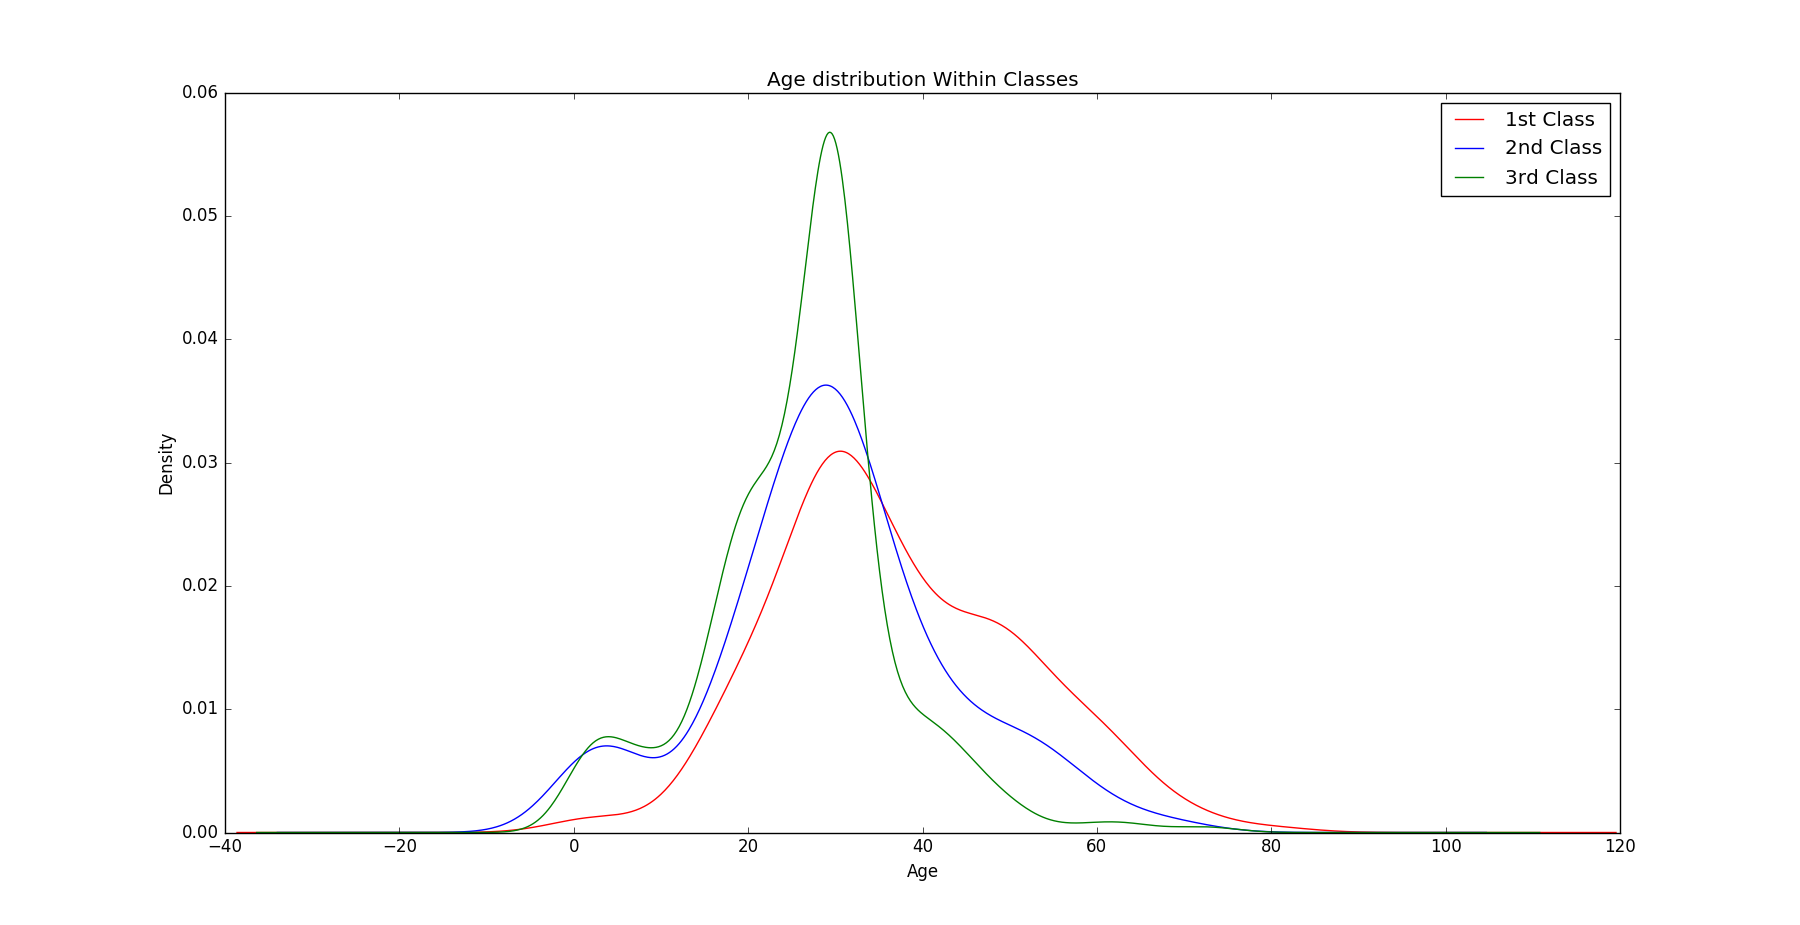 Age distribution Within Classes
0.06
0.05
0.04
0.03
0.02
0.01
0.00
Density
1st Class
2nd Class
3rd Class
−40 −20 0 20 40 60 80 100 120
Age